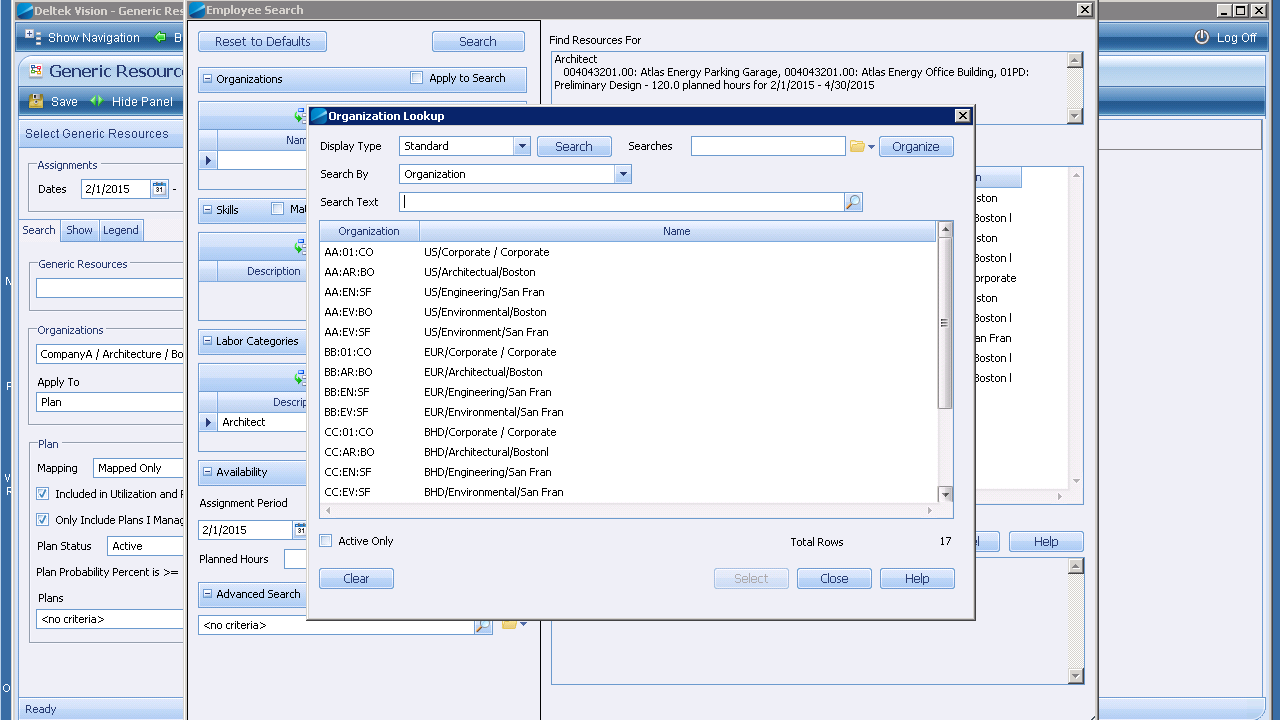 Deltek Vision - Generic Res
Employee Search
Show Navigation
B
Log Off
Generic Resourc
Save
Hide Panel
Select Generic Resources
Assignments
Dates
2/1/2015
-
Search
Show
Legend
Generic Resources
Organizations
CompanyA / Architecture / Bo
Apply To
Plan
Plan
Mapping
Mapped Only
Included in Utilization and R
Only Include Plans I Manag
Plan Status
Active
Plan Probability Percent is >=
Plans
<no criteria>
Ready
Reset to Defaults
Search
Organizations
Apply to Search
Nam
Skills
Mat
Description
Labor Categories
Descrip
Architect
Availability
Assignment Period
2/1/2015
Planned Hours
Advanced Search
<no criteria>
Find Resources For
Architect
004043201.00: Atlas Energy Parking Garage, 004043201.00: Atlas Energy Office Building, 01PD:
Preliminary Design - 120.0 planned hours for 2/1/2015 - 4/30/2015
Organization Lookup
Display Type
Standard
Search
Searches
Organize
Search By
Organization
Search Text
Organization Name
AA:01:CO US/Corporate / Corporate
AA:AR:BO US/Architectual/Boston
AA:EN:SF US/Engineering/San Fran
AA:EV:BO US/Environmental/Boston
AA:EV:SF US/Environment/San Fran
BB:01:CO EUR/Corporate / Corporate
BB:AR:BO EUR/Architectual/Boston
BB:EN:SF EUR/Engineering/San Fran
BB:EV:SF EUR/Environmental/San Fran
CC:01:CO BHD/Corporate / Corporate
CC:AR:BO BHD/Architectural/Bostonl
CC:EN:SF BHD/Engineering/San Fran
CC:EV:SF BHD/Environmental/San Fran
Active Only
Total Rows 17
Clear
Select
Close
Help
n
ston
Boston l
ston
Boston l
orporate
ston
Boston l
an Fran
Boston l
Boston l
el
Help